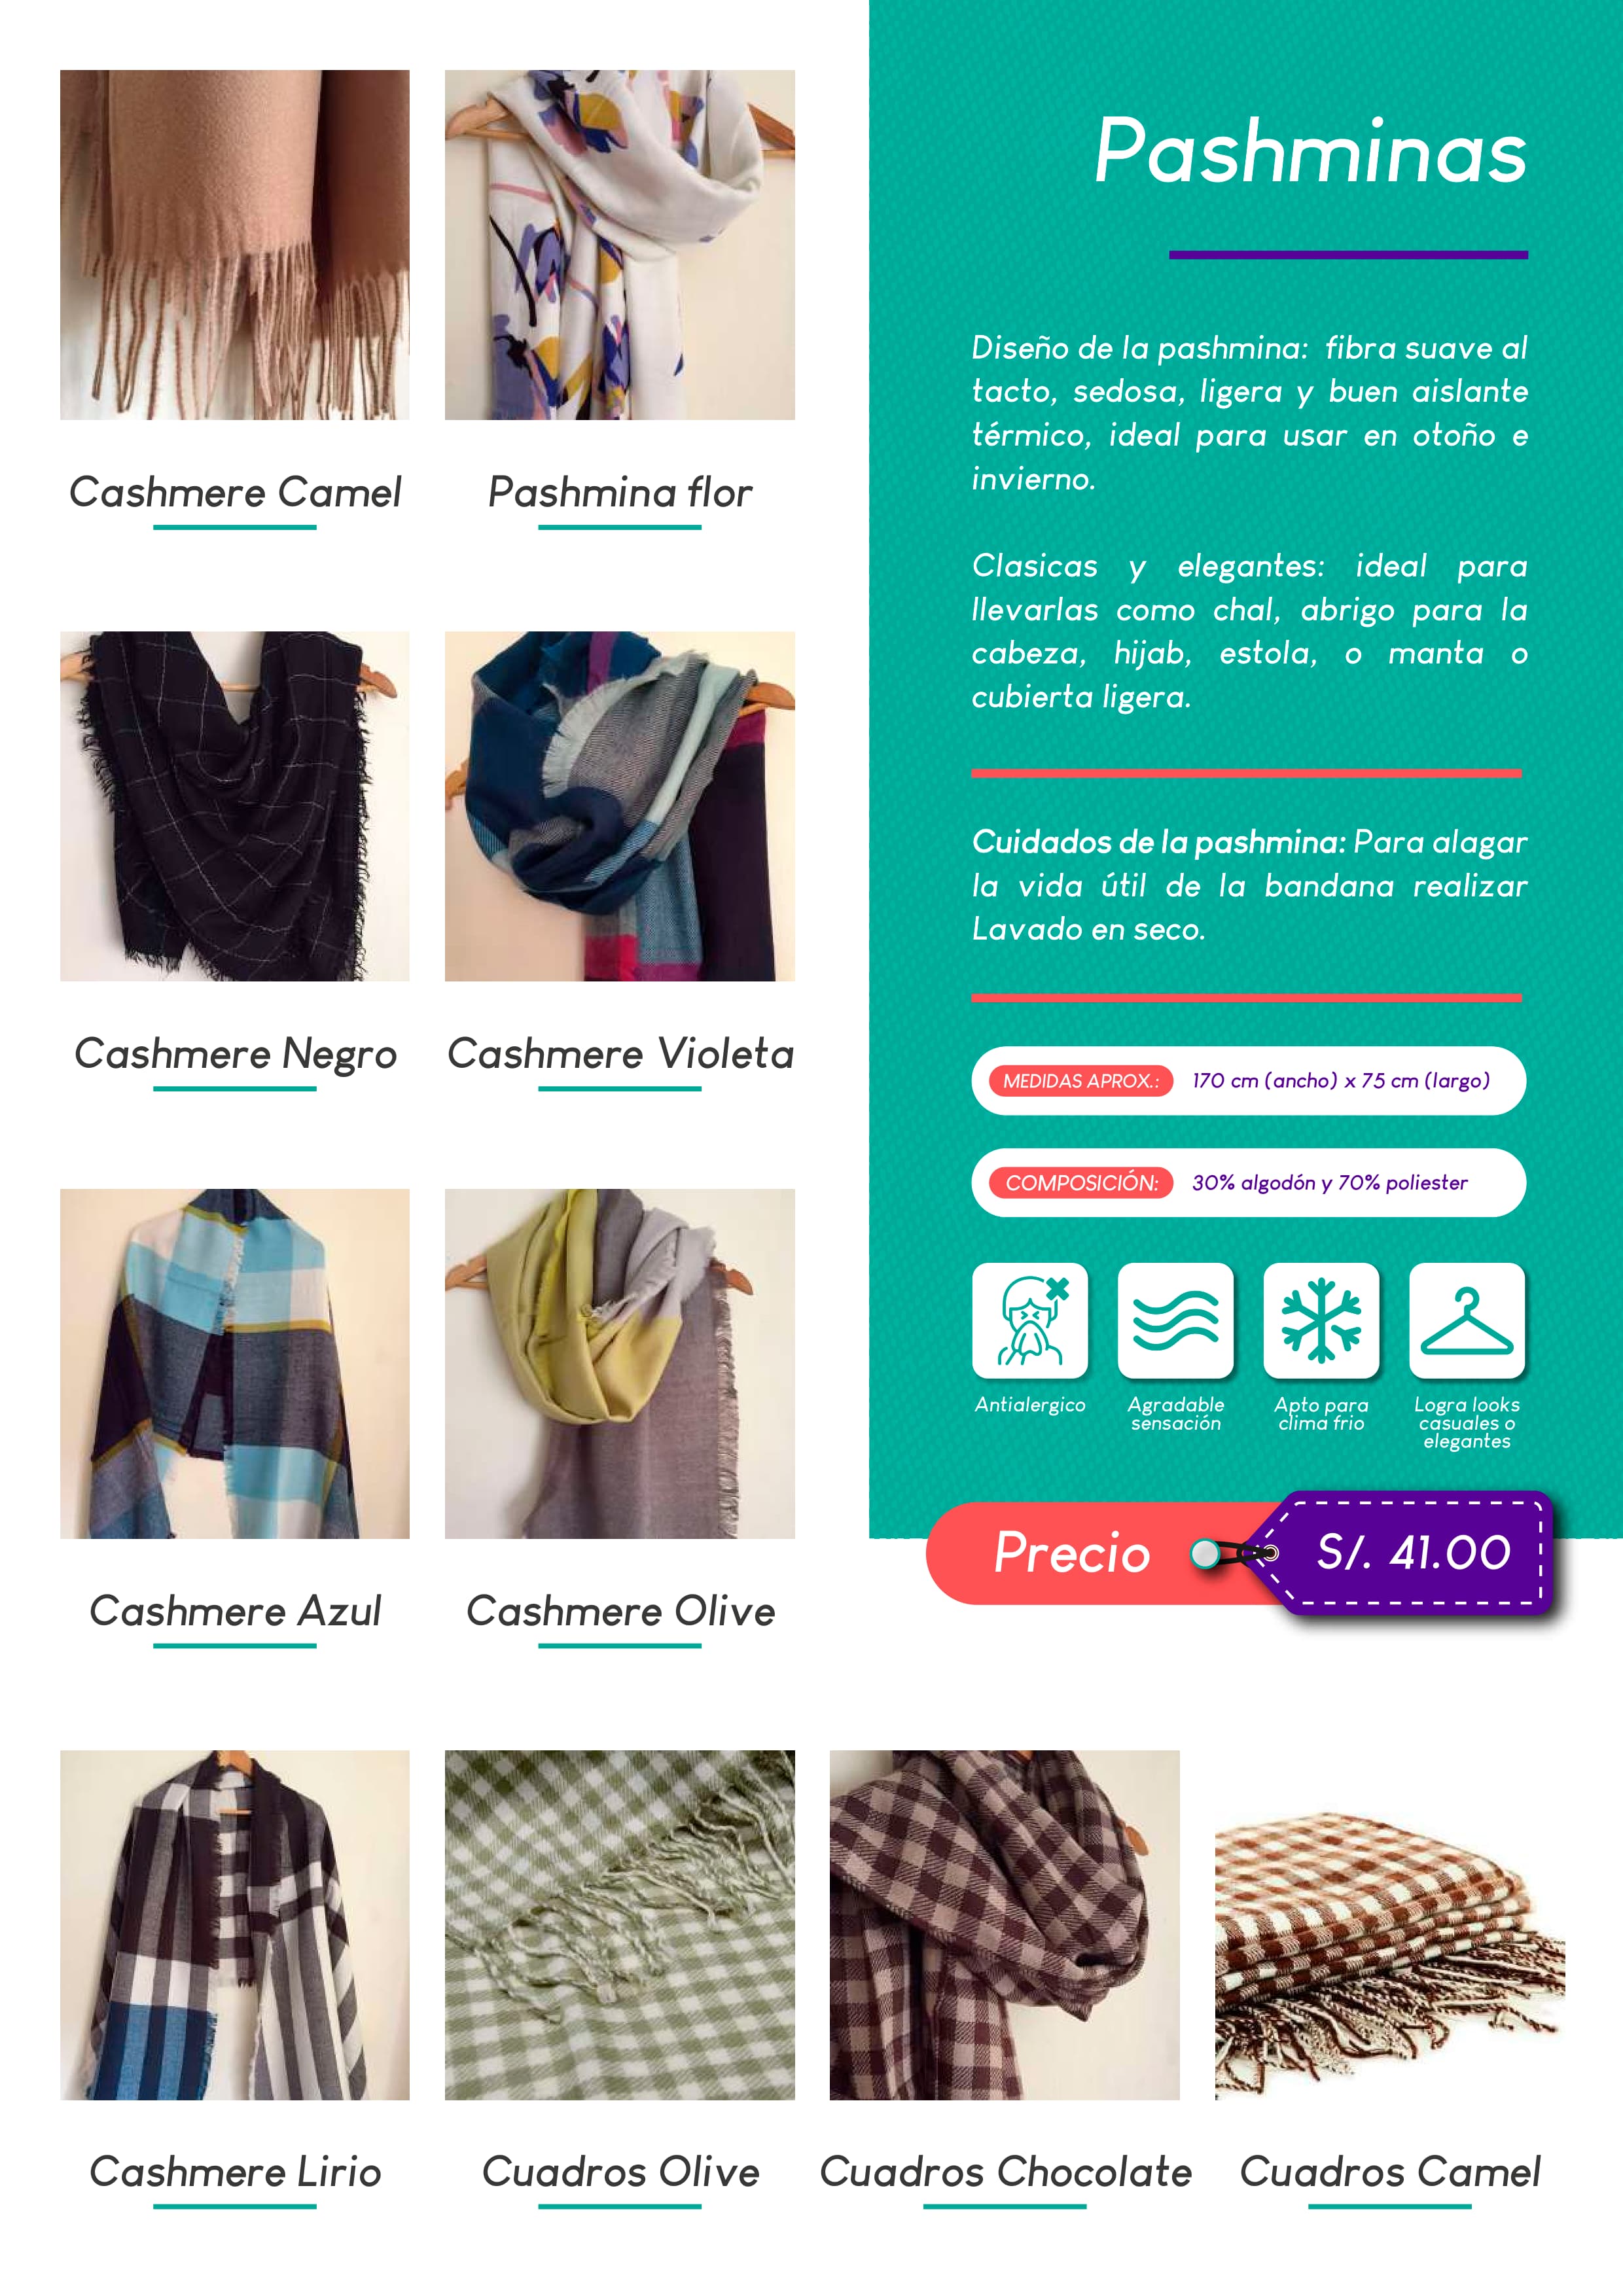 Pashminas
Diseño de la pashmina: fibra suave al
tacto, sedosa, ligera y buen aislante
térmico, ideal para usar en otoño e
invierno.
Clasicas y elegantes: ideal para
llevarlas como chal, abrigo para la
cabeza, hijab, estola, o manta o
cubierta ligera.
Cuidados de la pashmina: Para alagar
la vida útil de la bandana realizar
Lavado en seco.
MEDIDAS APROX.: 170 cm (ancho) x 75 cm (largo)
COMPOSICIÓN: 30% algodón y 70% poliester
Antialergico
Agradable
sensación
Apto para
clima frio
Logra looks
casuales o
elegantes
Precio S/. 41.00
Cashmere Camel
Pashmina flor
Cashmere Negro
Cashmere Violeta
Cashmere Azul
Cashmere Olive
Cashmere Lirio
Cuadros Olive
Cuadros Chocolate
Cuadros Camel